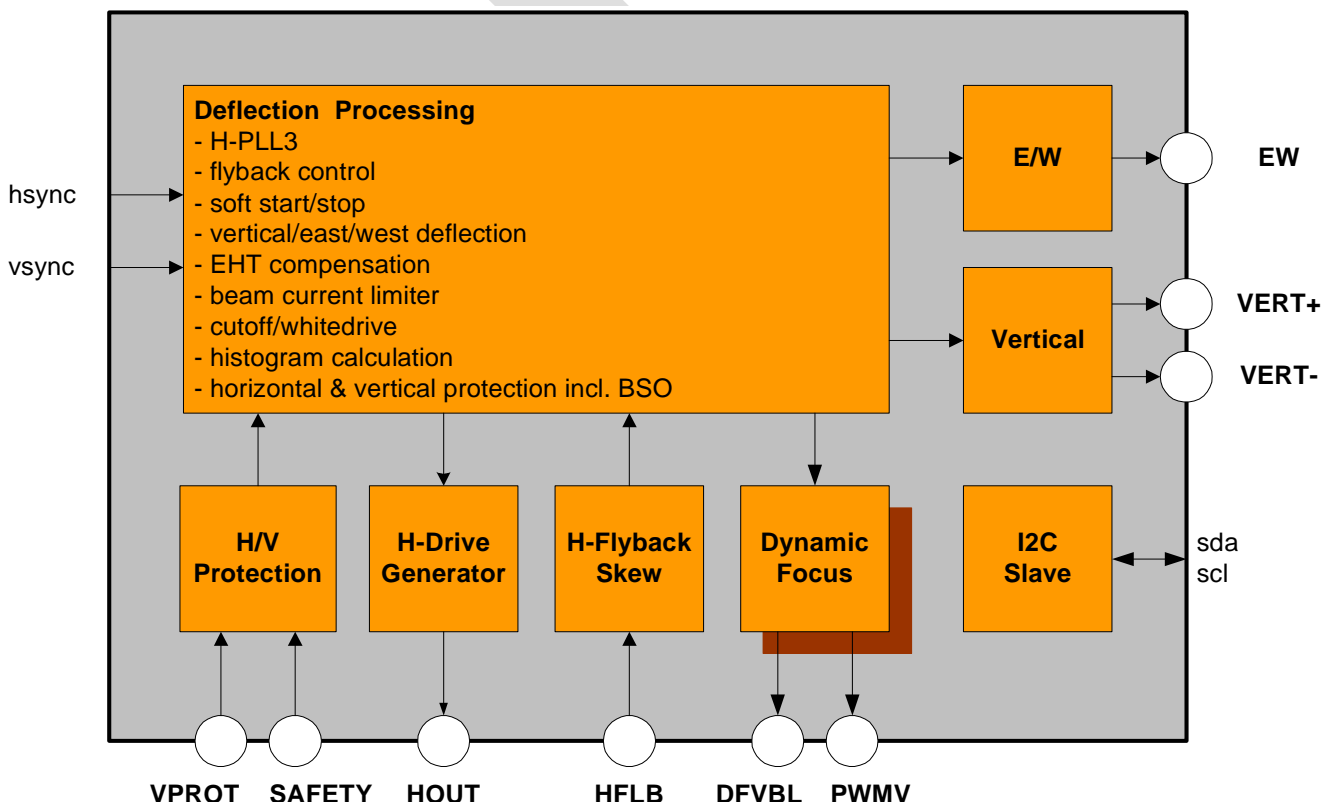 Deflection Processing
- H-PLL3
- flyback control
- soft start/stop
- vertical/east/west deflection
- EHT compensation
- beam current limiter
- cutoff/whitedrive
- histogram calculation
- horizontal & vertical protection incl. BSO
hsync
vsync
E/W
EW
Vertical
VERT+
VERT-
H/V
Protection
H-Drive
Generator
H-Flyback
Skew
Dynamic
Focus
I2C
Slave
sda
scl
VPROT SAFETY HOUT HFLB DFVBL PWMV